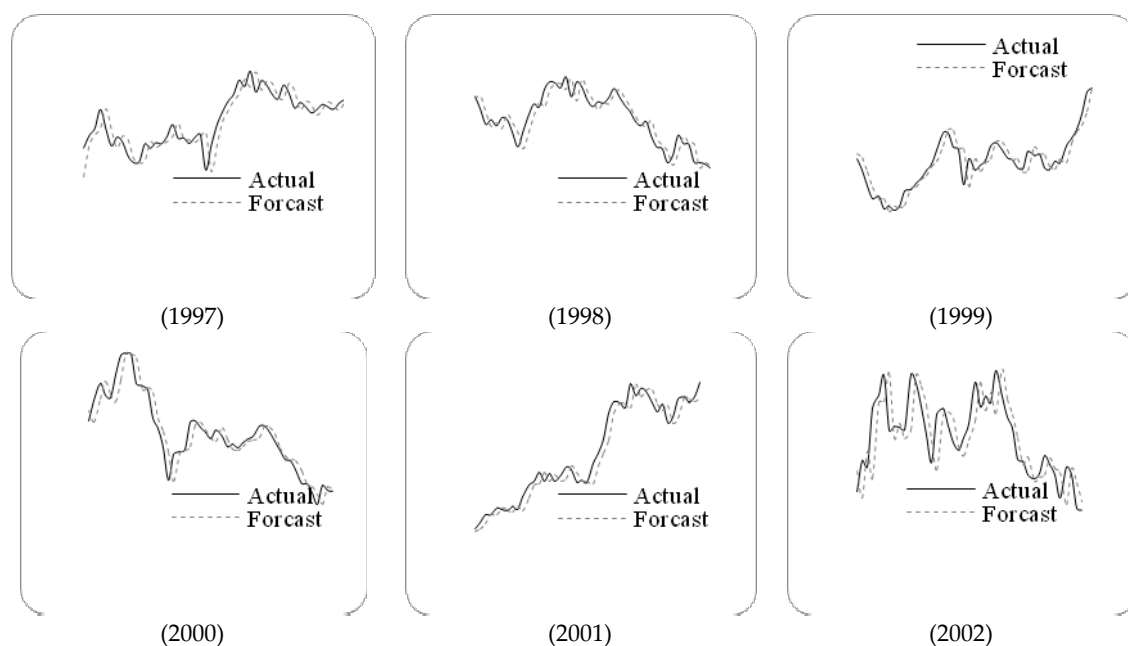 Actual
Forcast
Actual
Forcast
Actual
Forcast
(1997)
(1998)
(1999)
Actual
Forcast
Actual
Forcast
Actual
Forcast
(2000)
(2001)
(2002)